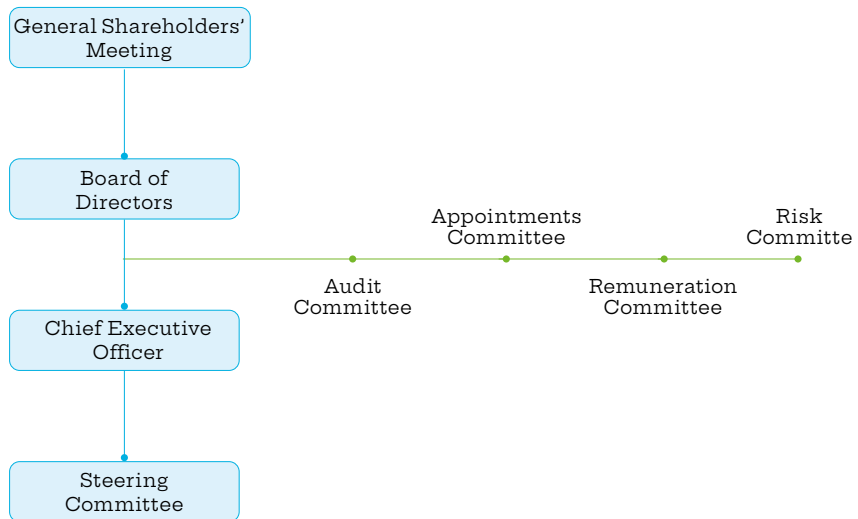 General Shareholders'
Meeting
Board of
Directors
Appointments
Committee
Risk
Committe
Audit
Committee
Remuneration
Committee
Chief Executive
Officer
Steering
Committee